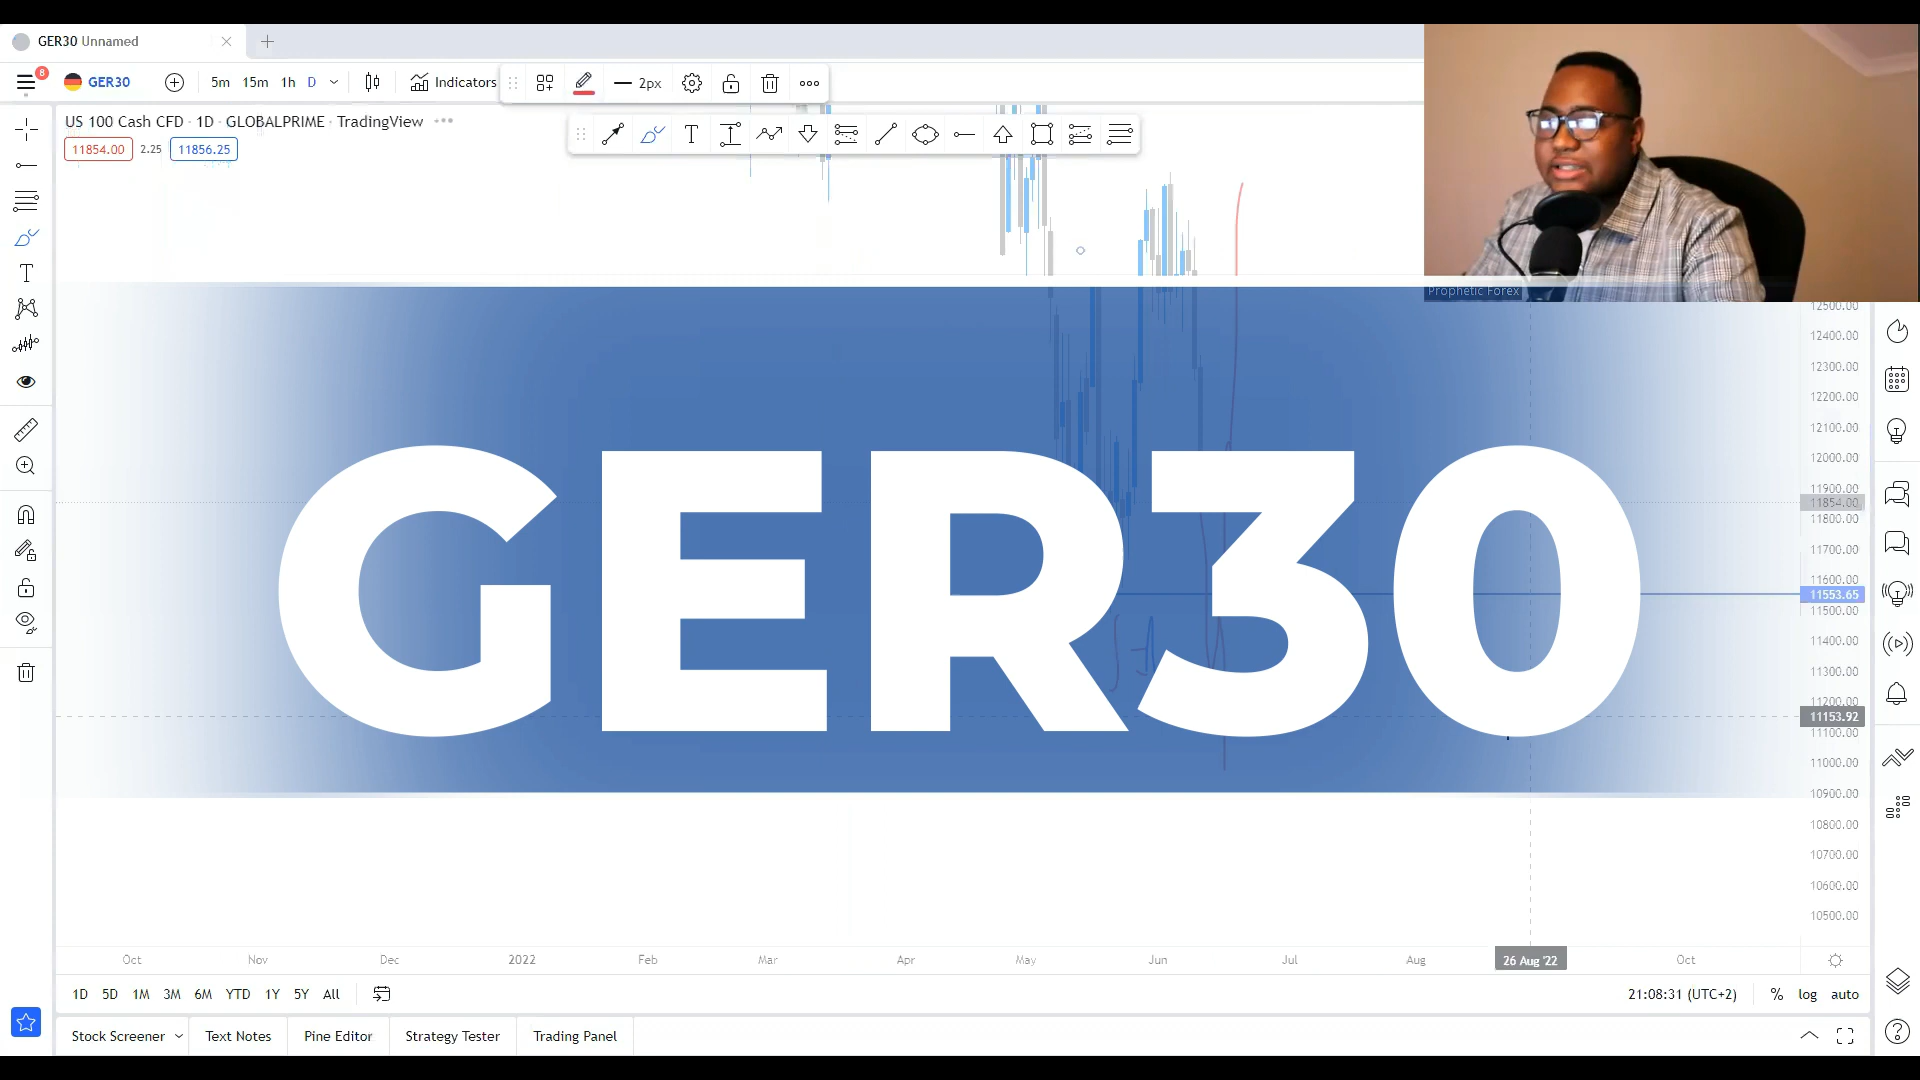 GER30 Unnamed
8
GER30
5m 15m 1h D
Indicators
2px
US 100 Cash CFD · 1D · GLOBALPRIME · TradingView
11854.00 2.25 11856.25
T
T
Prophetic Forex
12500.00
12400.00
12300.00
12200.00
12100.00
12000.00
11900.00
11854.00
11800.00
11700.00
11600.00
11553.65
11500.00
11400.00
11300.00
11200.00
11153.92
11100.00
11000.00
10900.00
10800.00
10700.00
10600.00
10500.00
GER30
Oct Nov Dec 2022 Feb Mar Apr May Jun Jul Aug 26 Aug '22 Oct
1D 5D 1M 3M 6M YTD 1Y 5Y All
21:08:31 (UTC+2) % log auto
Stock Screener Text Notes Pine Editor Strategy Tester Trading Panel